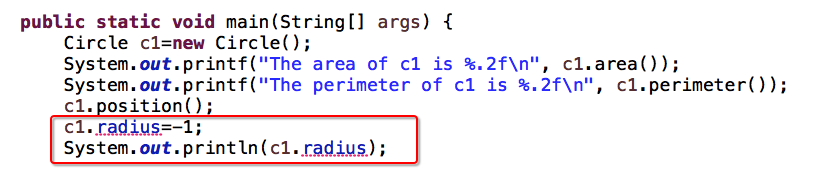 public static void main(String[] args) {
Circle c1=new Circle();
System.out.printf("The area of c1 is %.2f\n", c1.area());
System.out.printf("The perimeter of c1 is %.2f\n", c1.perimeter());
c1.position();
c1.radius=-1;
System.out.println(c1.radius);